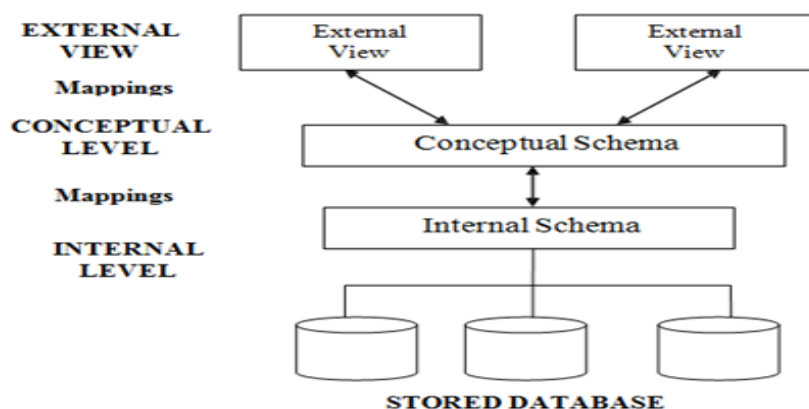 EXTERNAL
VIEW
External
View
External
View
Mappings
CONCEPTUAL
LEVEL
Conceptual Schema
Mappings
Internal Schema
INTERNAL
LEVEL
STORED DATABASE